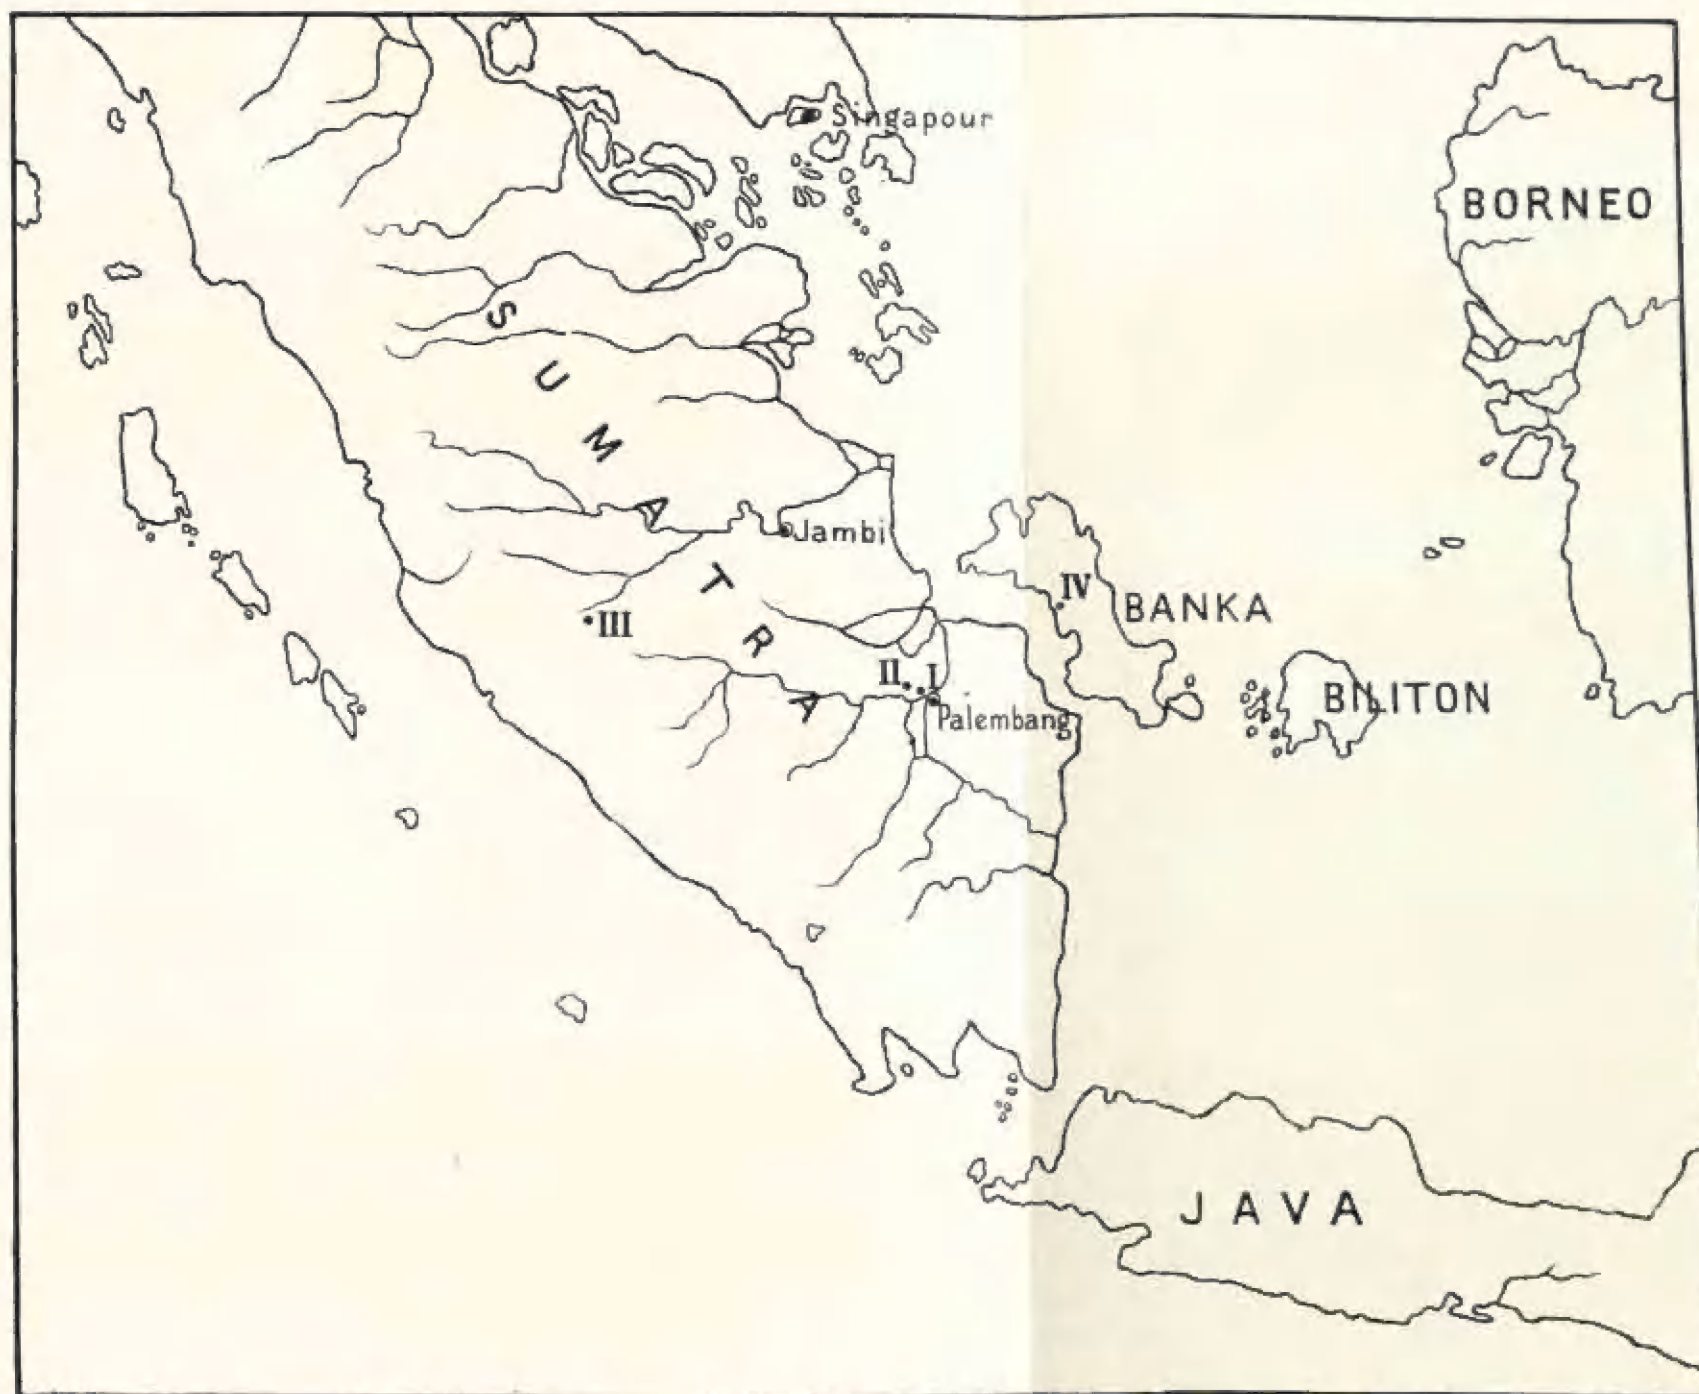 Singapour
BORNEO
SUMATRA
Jambi
IV
BANKA
III
II
I
BILITON
Palembang
JAVA